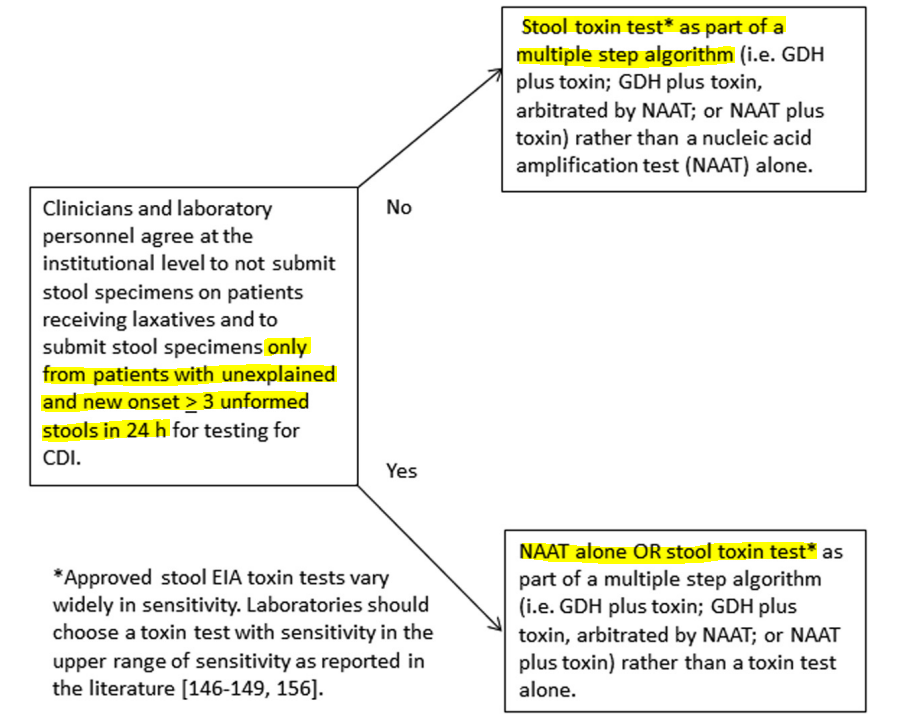 Stool toxin test* as part of a
multiple step algorithm (i.e. GDH
plus toxin; GDH plus toxin,
arbitrated by NAAT; or NAAT plus
toxin) rather than a nucleic acid
amplification test (NAAT) alone.
No
Clinicians and laboratory
personnel agree at the
institutional level to not submit
stool specimens on patients
receiving laxatives and to
submit stool specimens only
from patients with unexplained
and new onset ≥ 3 unformed
stools in 24 h for testing for
CDI.
Yes
NAAT alone OR stool toxin test* as
part of a multiple step algorithm
(i.e. GDH plus toxin; GDH plus
toxin, arbitrated by NAAT; or NAAT
plus toxin) rather than a toxin test
alone.
*Approved stool EIA toxin tests vary
widely in sensitivity. Laboratories should
choose a toxin test with sensitivity in the
upper range of sensitivity as reported in
the literature [146-149, 156].